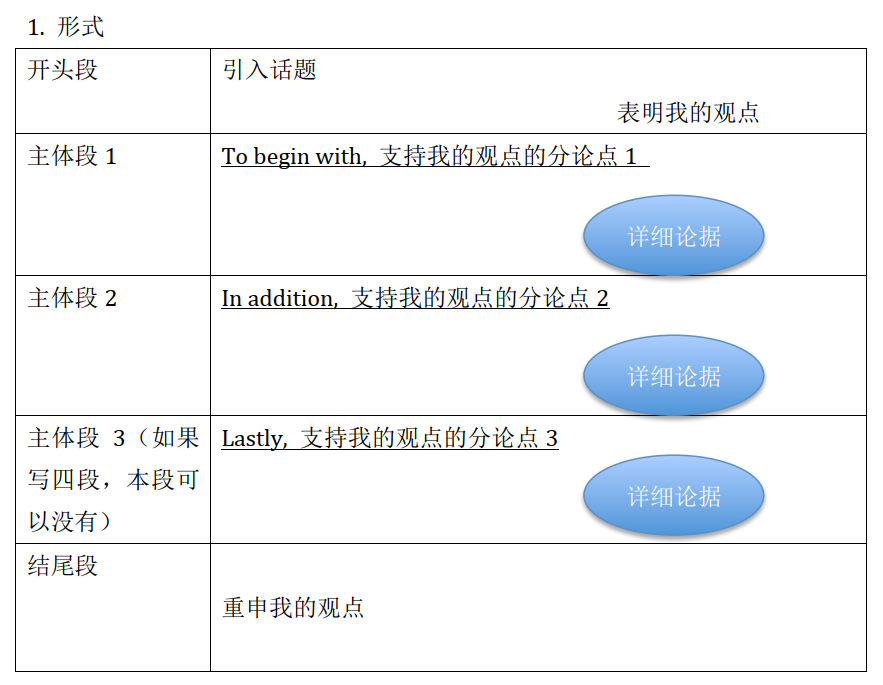 1. 形式
开头段
引入话题
表明我的观点
主体段 1
To begin with, 支持我的观点的分论点 1
详细论据
主体段 2
In addition, 支持我的观点的分论点 2
详细论据
主体段 3（如果
写四段，本段可
以没有）
Lastly, 支持我的观点的分论点 3
详细论据
结尾段
重申我的观点